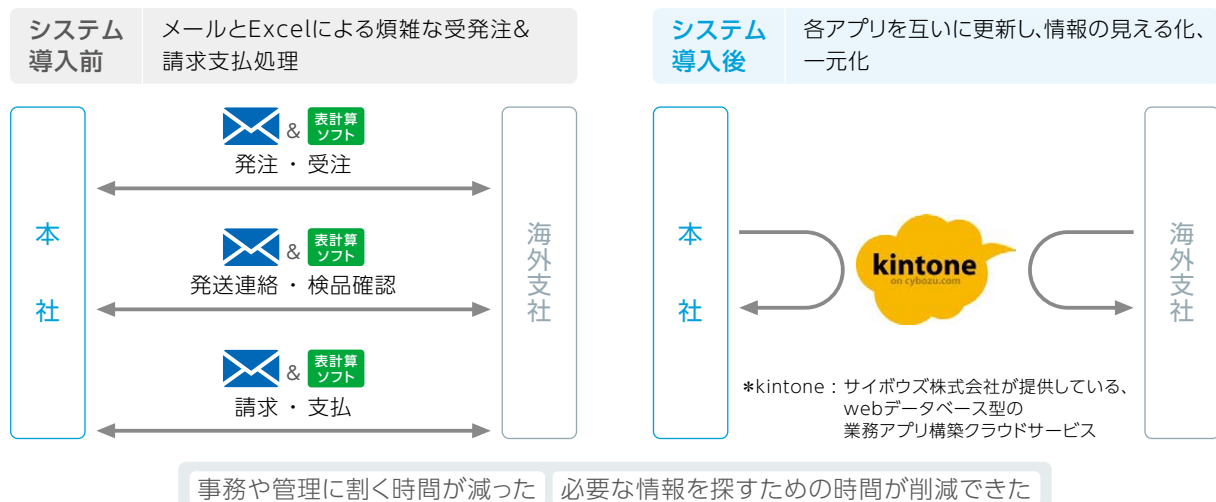 システム
導入前
メールとExcelによる煩雑な受発注&
請求支払処理
本社
海外支社
& 表計算
ソフト
発注・受注
& 表計算
ソフト
発送連絡・検品確認
& 表計算
ソフト
請求・支払
システム
導入後
各アプリを互いに更新し、情報の見える化、
一元化
本社
kintone
on cybozu.com
海外支社
*kintone:サイボウズ株式会社が提供している、
webデータベース型の
業務アプリ構築クラウドサービス
事務や管理に割く時間が減った
必要な情報を探すための時間が削減できた